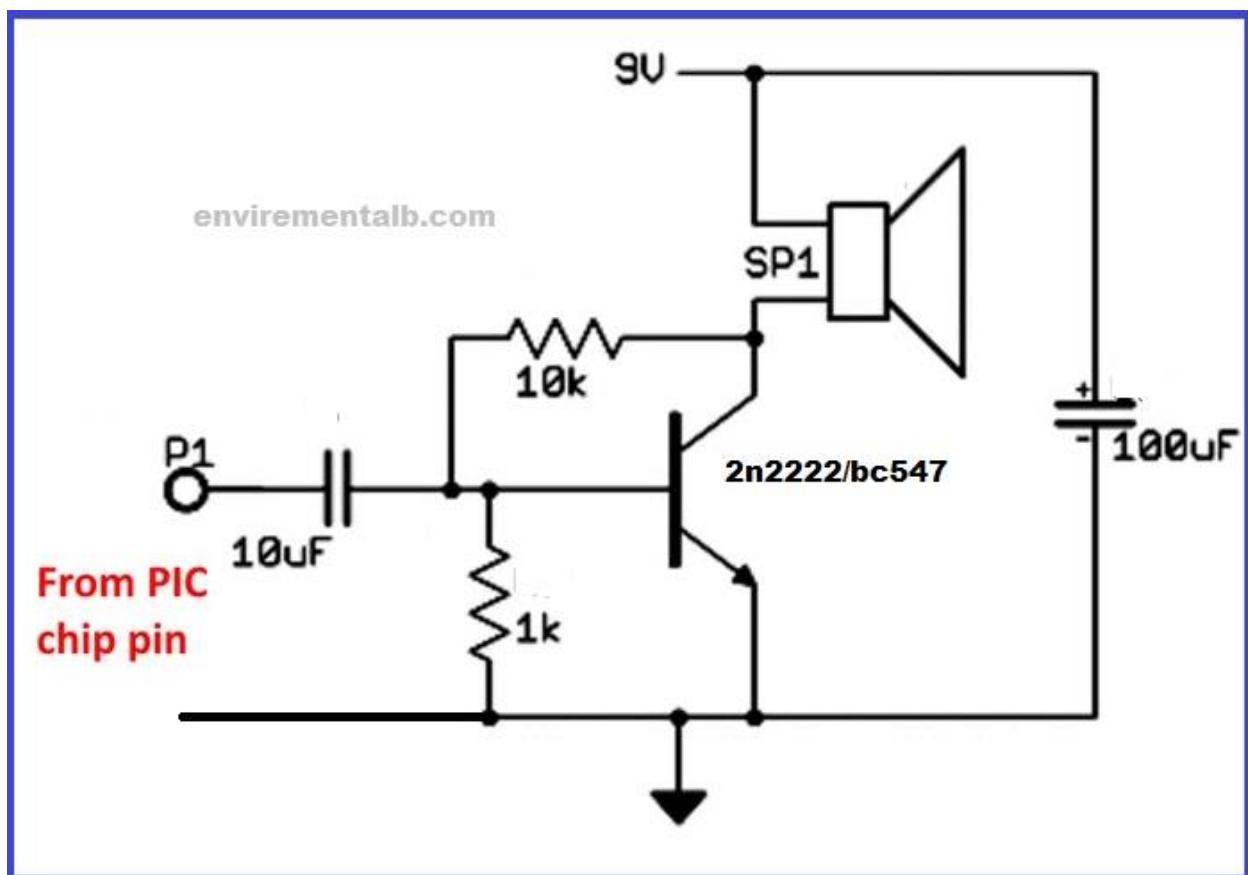 9V
envirementalb.com
SP1
10k
P1
2n2222/bc547
+
-
100uF
10uF
From PIC
chip pin
1k